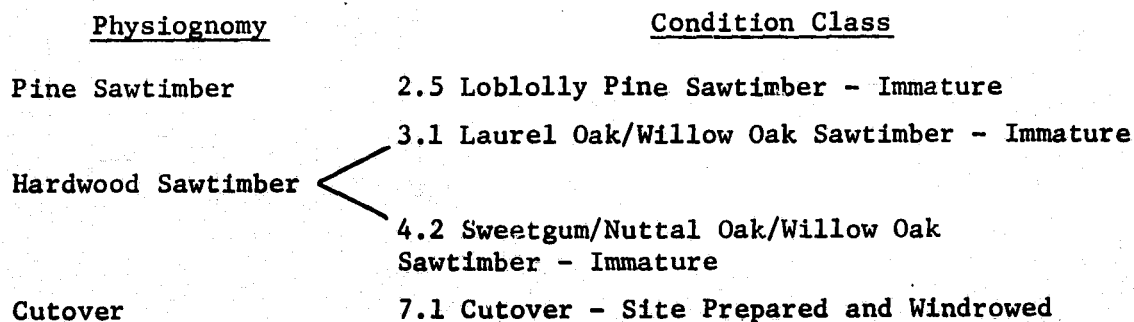 Physiognomy Condition Class
Pine Sawtimber 2.5 Loblolly Pine Sawtimber - Immature
3.1 Laurel Oak/Willow Oak Sawtimber - Immature
Hardwood Sawtimber
4.2 Sweetgum/Nuttal Oak/Willow Oak
Sawtimber - Immature
Cutover 7.1 Cutover - Site Prepared and Windrowed